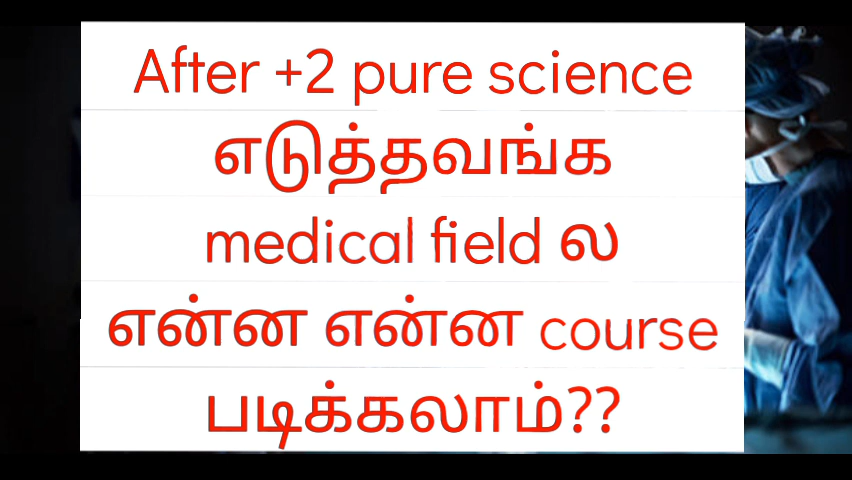 After +2 pure science
எடுத்தவங்க
medical field ல
என்ன என்ன course
படிக்கலாம்??